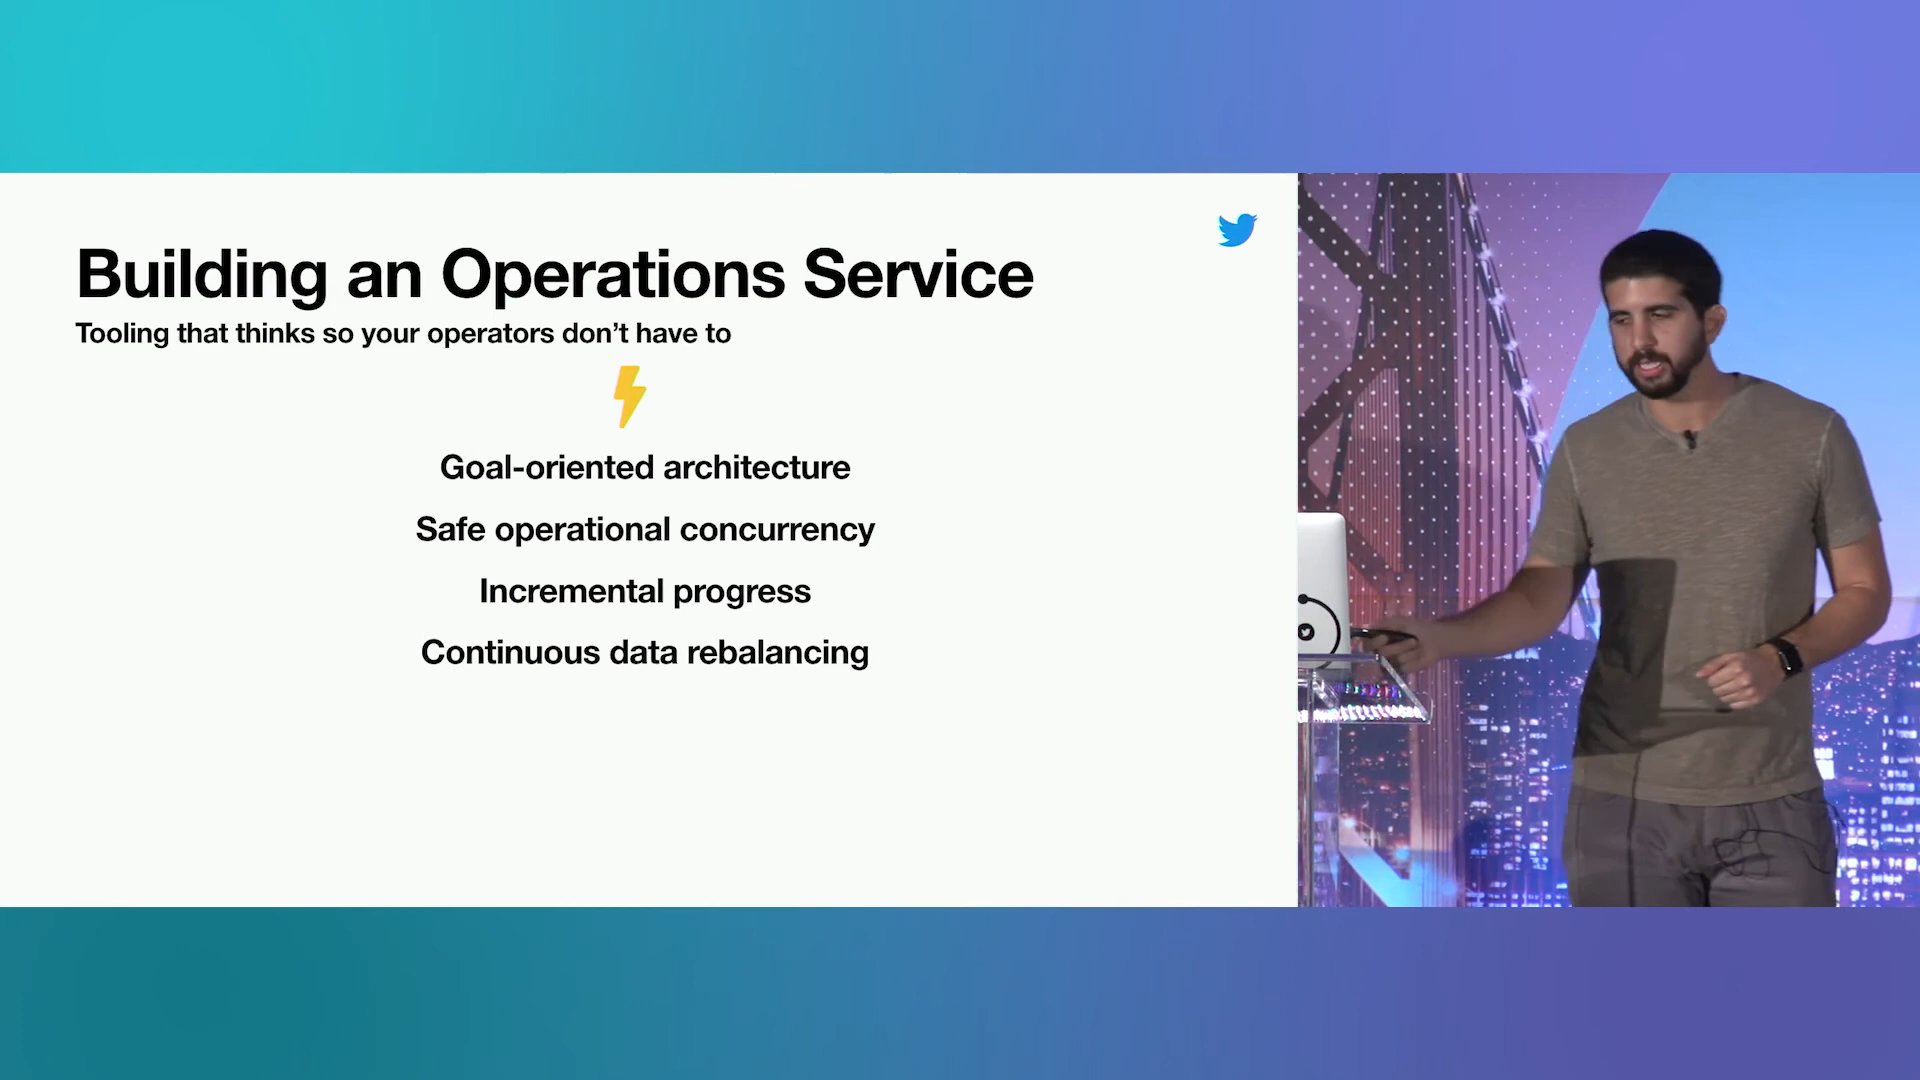 Building an Operations Service
Tooling that thinks so your operators don’t have to
Goal-oriented architecture
Safe operational concurrency
Incremental progress
Continuous data rebalancing